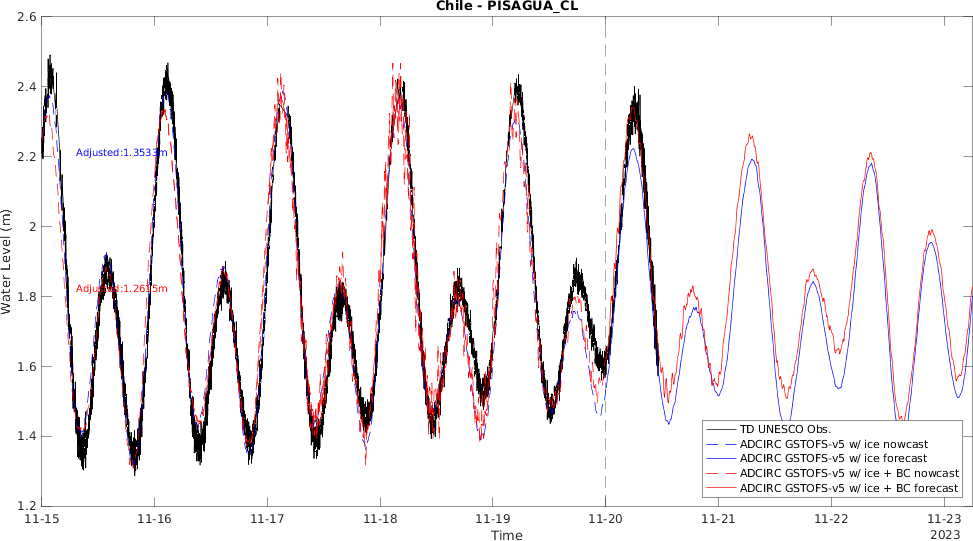 Chile - PISAGUA_CL
2.6
2.4
2.2
2
1.8
1.6
1.4
1.2
Water Level (m)
Adjusted:1.3533m
Adjusted:1.2615m
TD UNESCO Obs.
ADCIRC GSTOFS-v5 w/ ice nowcast
ADCIRC GSTOFS-v5 w/ ice forecast
ADCIRC GSTOFS-v5 w/ ice + BC nowcast
ADCIRC GSTOFS-v5 w/ ice + BC forecast
11-15 11-16 11-17 11-18 11-19 11-20 11-21 11-22 11-23
Time
2023